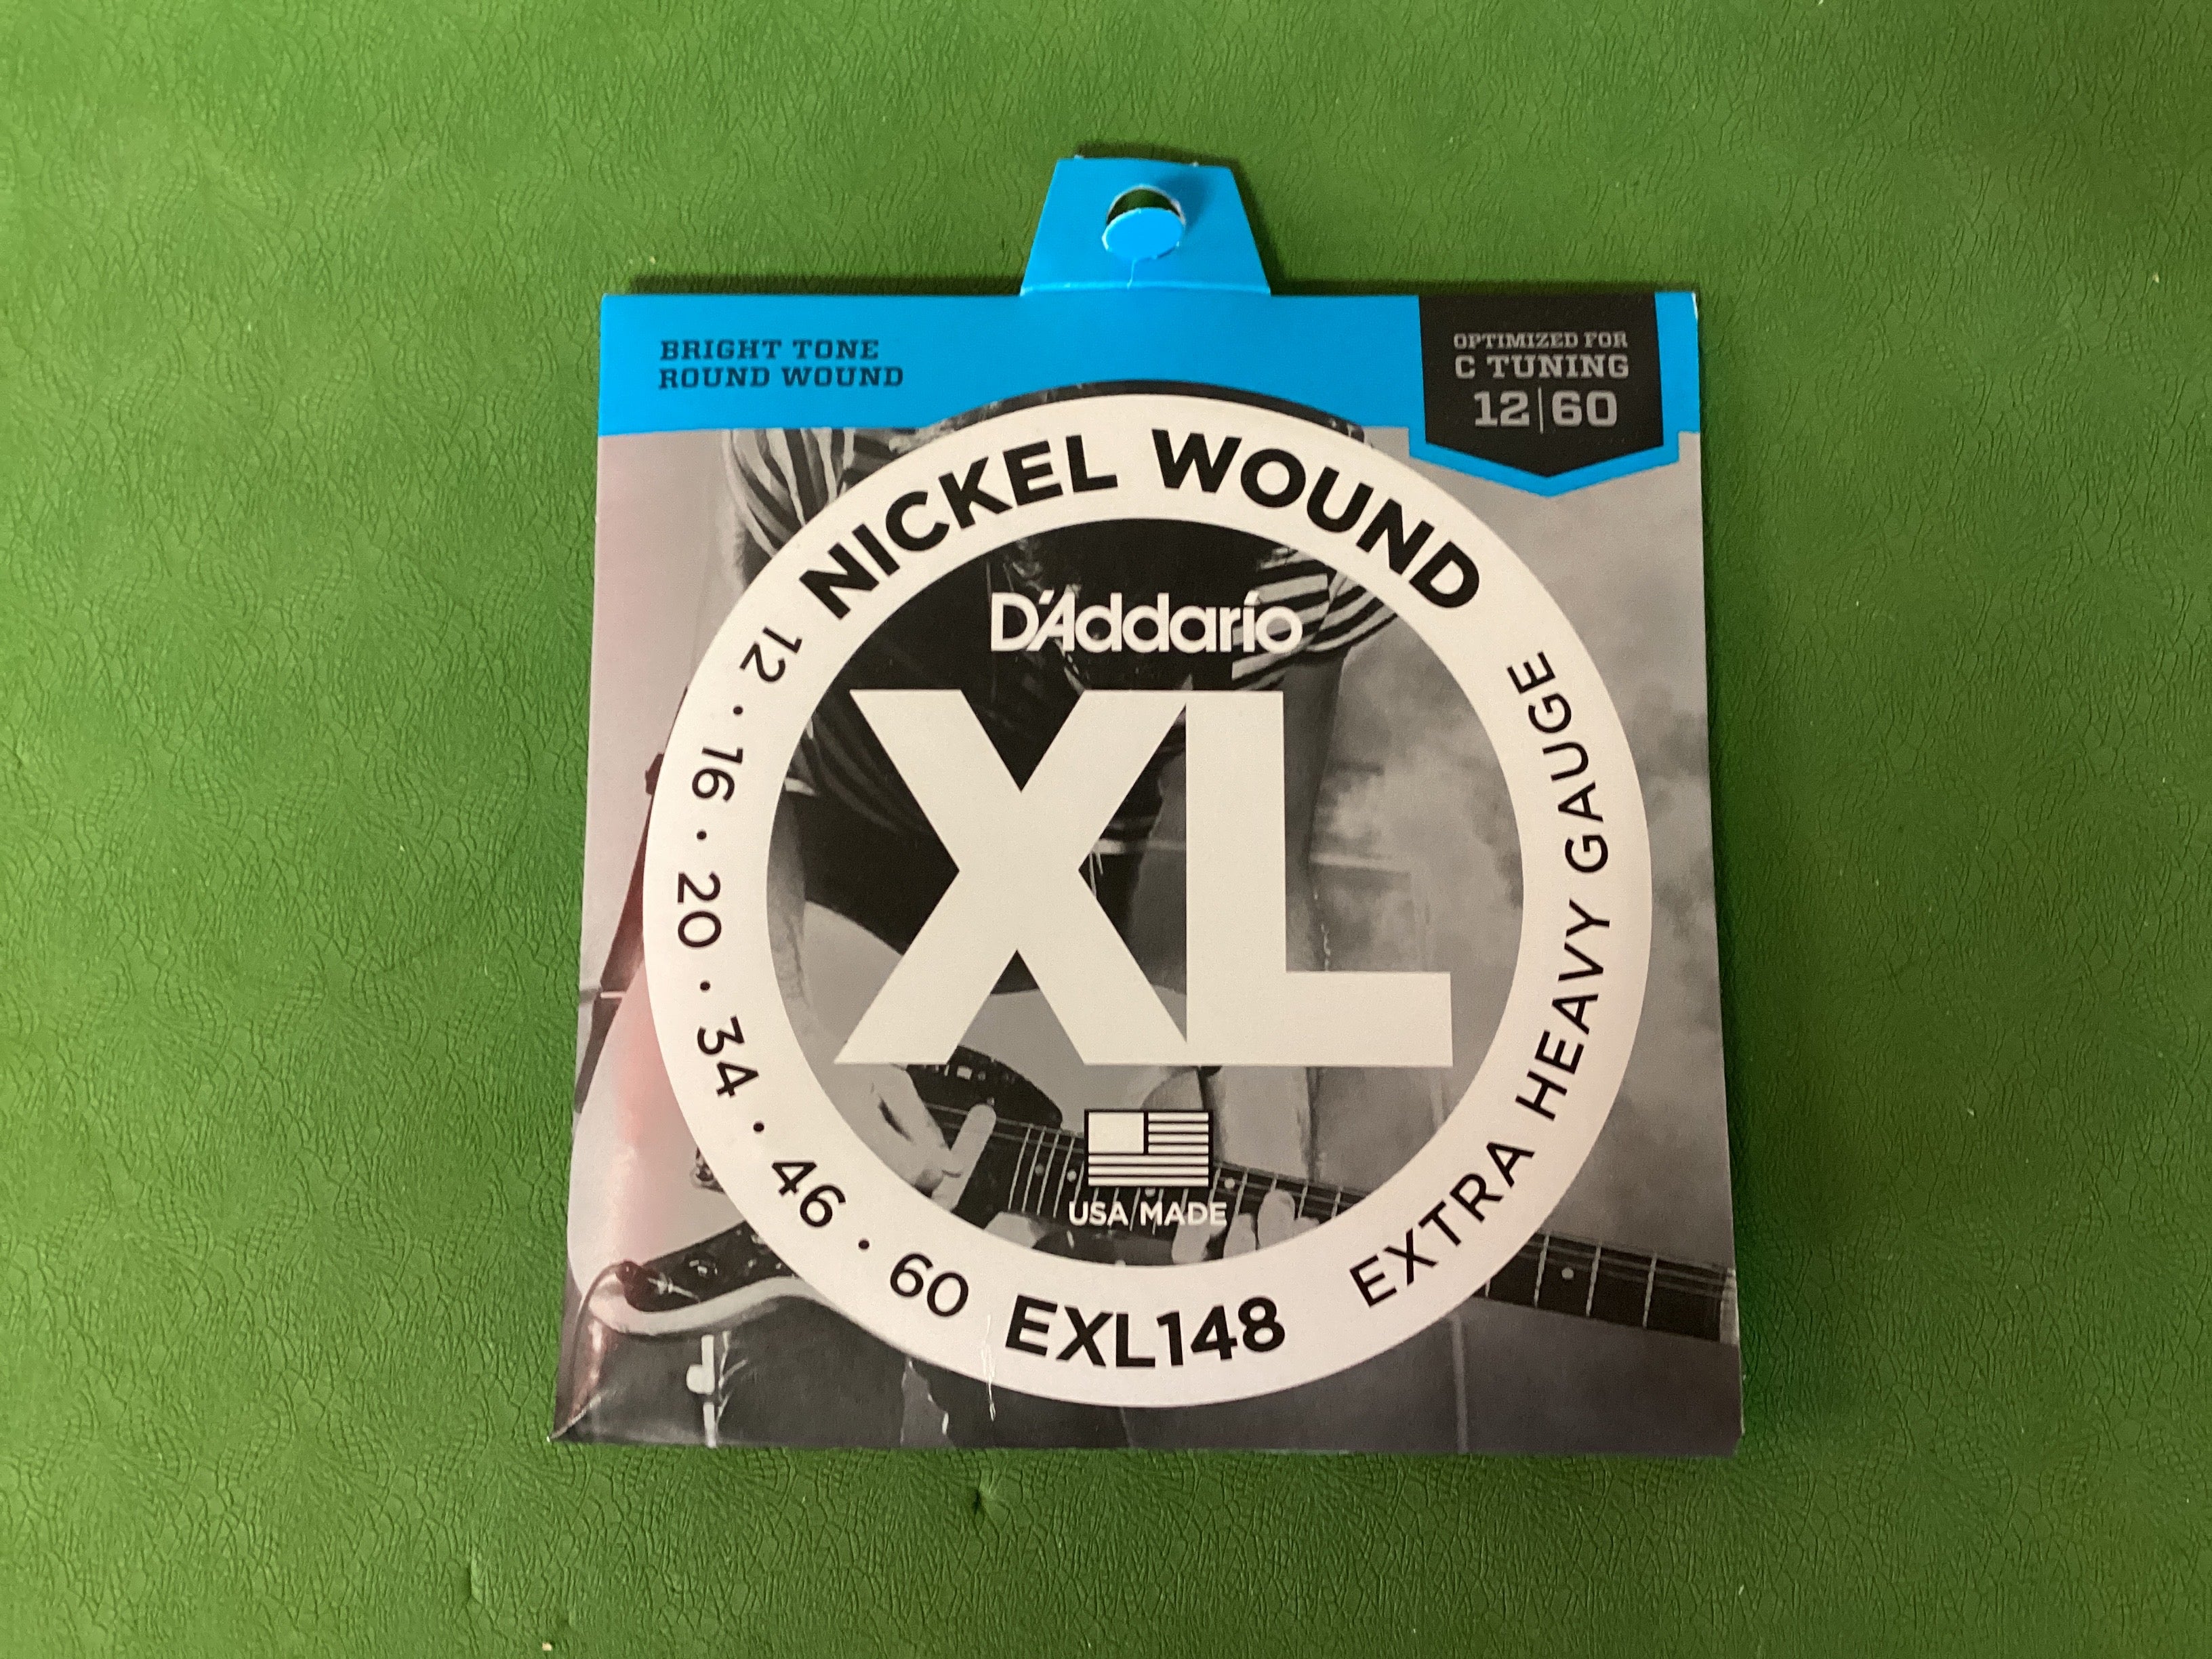 BRIGHT TONE
ROUND WOUND
OPTIMIZED FOR
C TUNING
12|60
NICKEL WOUND
D'Addario
XL
USA MADE
12 · 16 · 20 · 34 · 46 · 60
EXL148
EXTRA HEAVY GAUGE